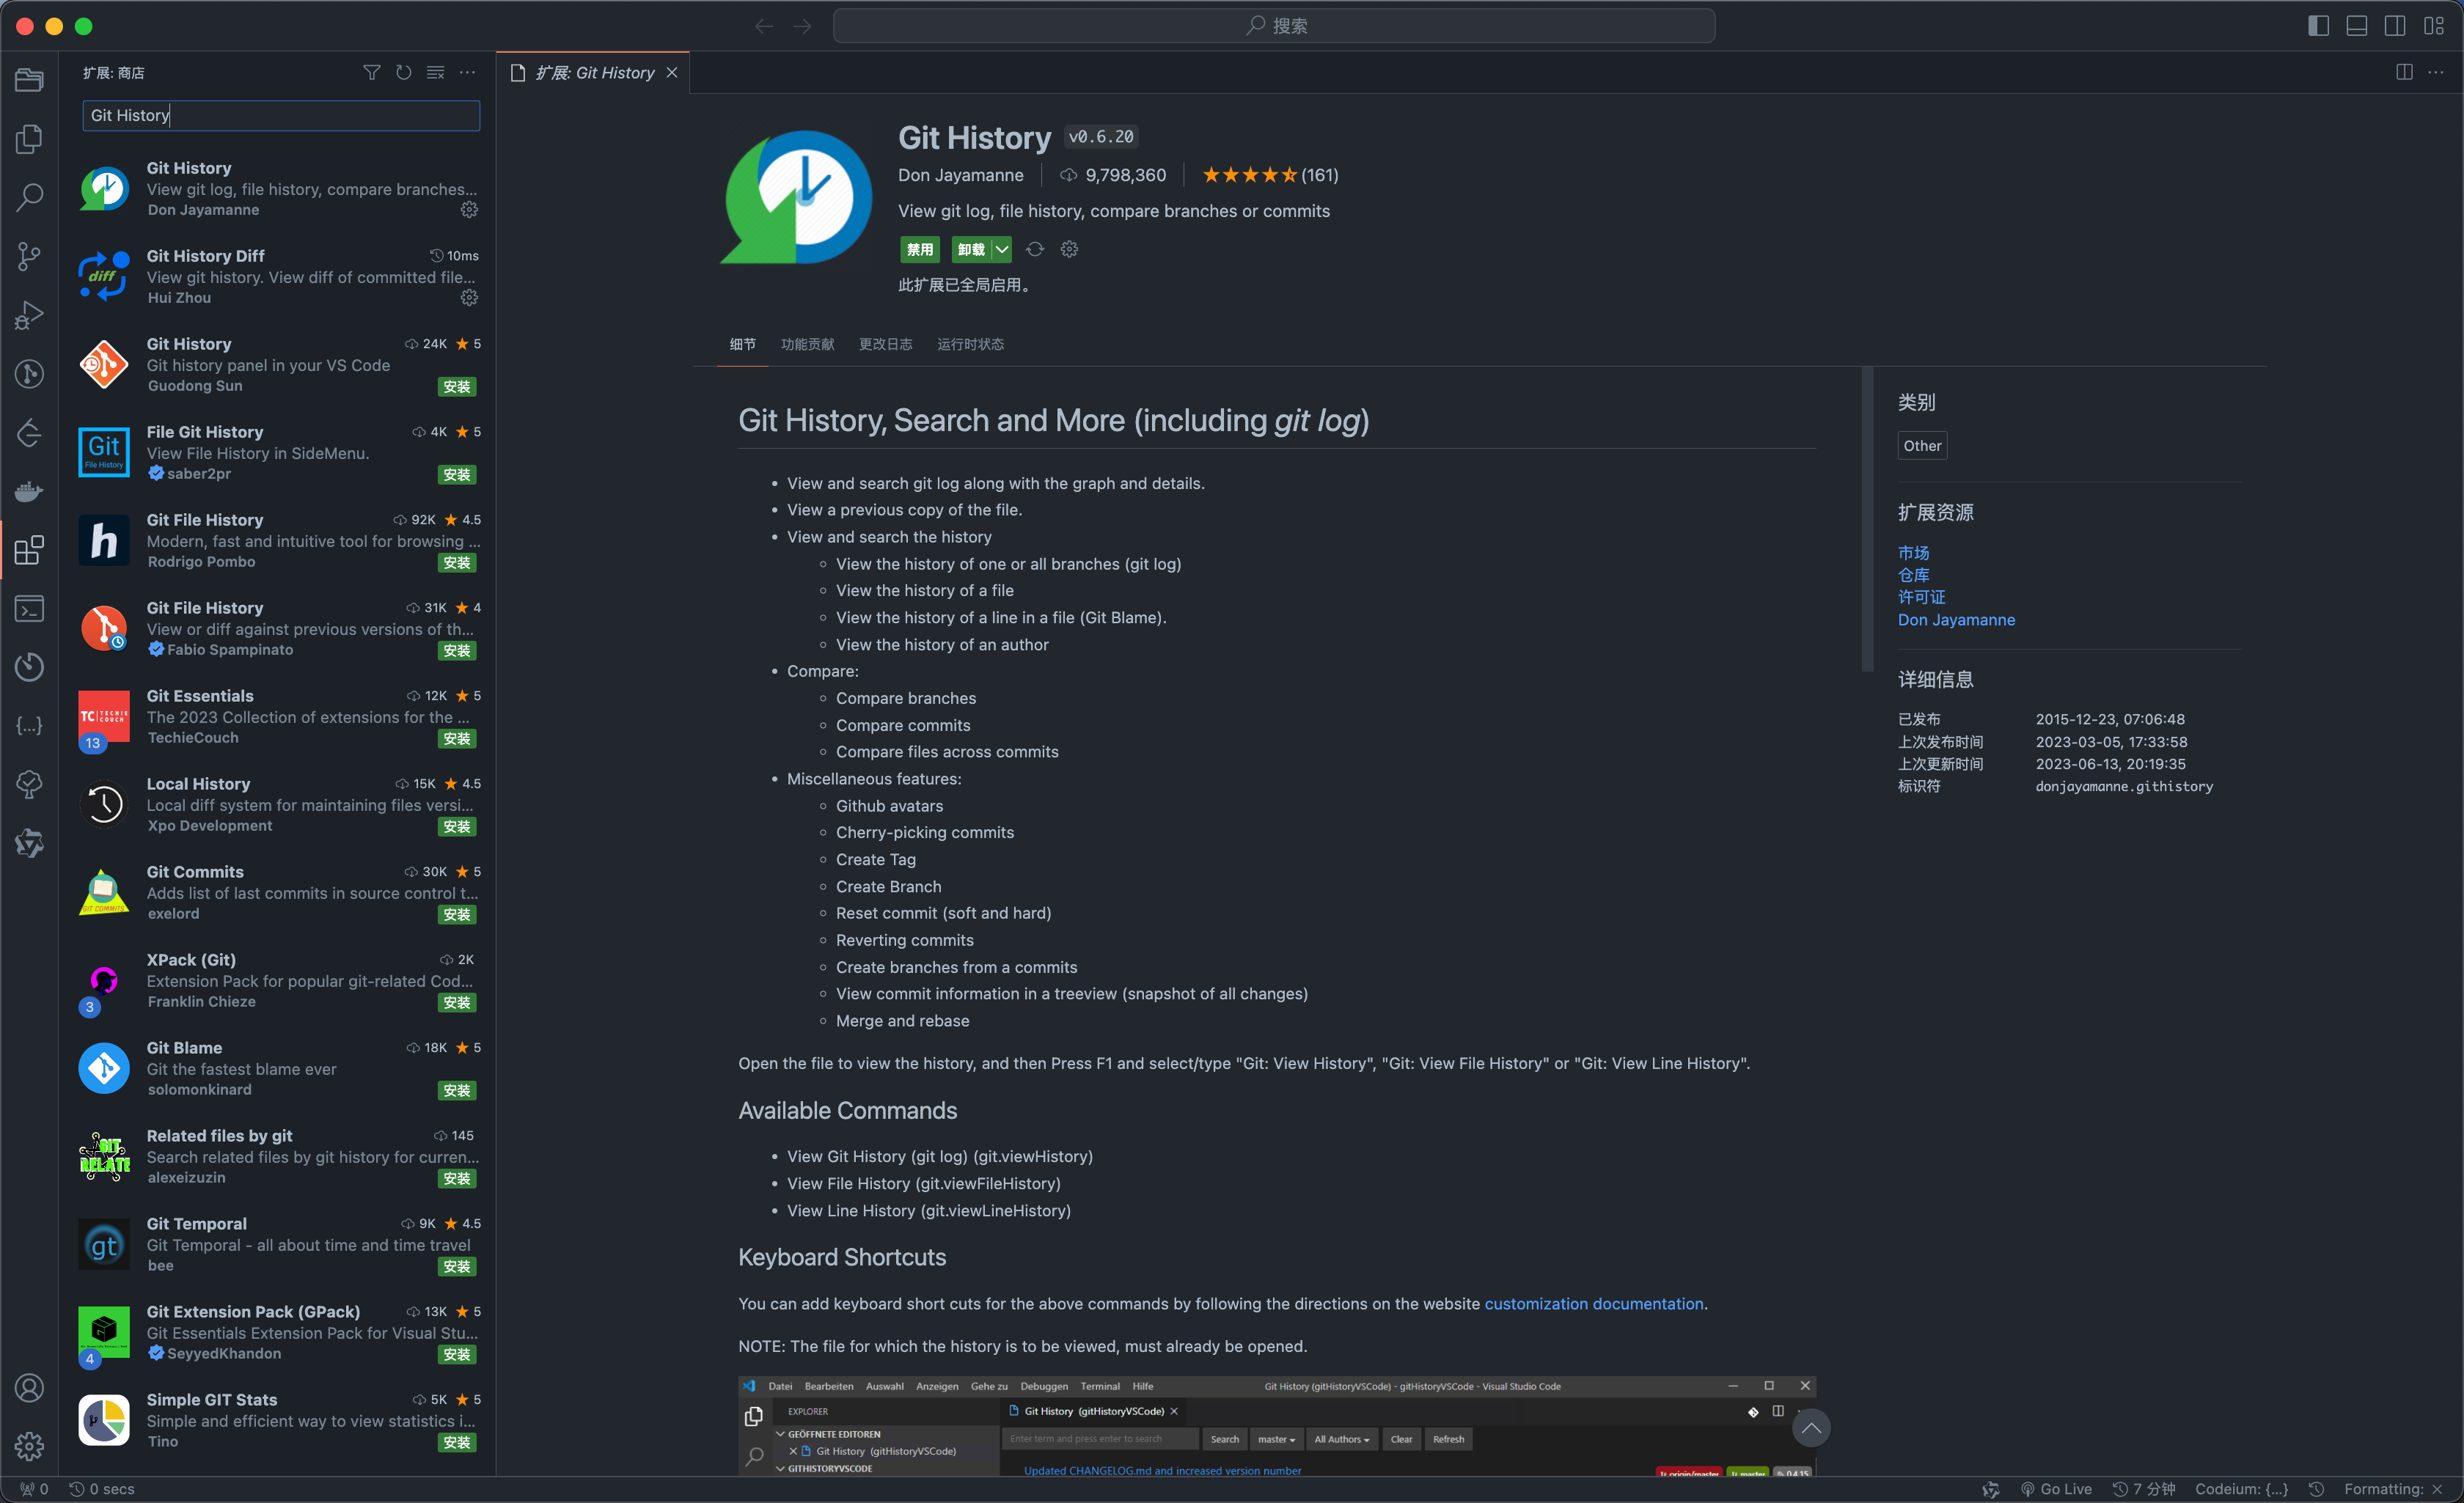 搜索
扩展: 商店
扩展: Git History
Git History
Git History
View git log, file history, compare branches...
Don Jayamanne
Git History Diff 10ms
View git history. View diff of committed file...
Hui Zhou
Git History 24K ★ 5
Git history panel in your VS Code
Guodong Sun 安装
Git
File History
File Git History 4K ★ 5
View File History in SideMenu.
saber2pr 安装
Git File History 92K ★ 4.5
Modern, fast and intuitive tool for browsing ...
Rodrigo Pombo 安装
Git File History 31K ★ 4
View or diff against previous versions of th...
Fabio Spampinato 安装
TC TECHIE COUCH
13
Git Essentials 12K ★ 5
The 2023 Collection of extensions for the ...
TechieCouch 安装
Local History 15K ★ 4.5
Local diff system for maintaining files versi...
Xpo Development 安装
GIT COMMITS
Git Commits 30K ★ 5
Adds list of last commits in source control t...
exelord 安装
3
XPack (Git) 2K
Extension Pack for popular git-related Cod...
Franklin Chieze 安装
Git Blame 18K ★ 5
Git the fastest blame ever
solomonkinard 安装
GIT RELATE
Related files by git 145
Search related files by git history for curren...
alexeizuzin 安装
gt
Git Temporal 9K ★ 4.5
Git Temporal - all about time and time travel
bee 安装
4
Git Extension Pack (GPack) 13K ★ 5
Git Essentials Extension Pack for Visual Stu...
SeyyedKhandon 安装
Simple GIT Stats 5K ★ 5
Simple and efficient way to view statistics i...
Tino 安装
Git History v0.6.20
Don Jayamanne 9,798,360 (161)
View git log, file history, compare branches or commits
禁用 卸载
此扩展已全局启用。
细节 功能贡献 更改日志 运行时状态
Git History, Search and More (including git log)
• View and search git log along with the graph and details.
• View a previous copy of the file.
• View and search the history
◦ View the history of one or all branches (git log)
◦ View the history of a file
◦ View the history of a line in a file (Git Blame).
◦ View the history of an author
• Compare:
◦ Compare branches
◦ Compare commits
◦ Compare files across commits
• Miscellaneous features:
◦ Github avatars
◦ Cherry-picking commits
◦ Create Tag
◦ Create Branch
◦ Reset commit (soft and hard)
◦ Reverting commits
◦ Create branches from a commits
◦ View commit information in a treeview (snapshot of all changes)
◦ Merge and rebase
Open the file to view the history, and then Press F1 and select/type "Git: View History", "Git: View File History" or "Git: View Line History".
Available Commands
• View Git History (git log) (git.viewHistory)
• View File History (git.viewFileHistory)
• View Line History (git.viewLineHistory)
Keyboard Shortcuts
You can add keyboard short cuts for the above commands by following the directions on the website customization documentation.
NOTE: The file for which the history is to be viewed, must already be opened.
Datei Bearbeiten Auswahl Anzeigen Gehe zu Debuggen Terminal Hilfe Git History (gitHistoryVSCode) - gitHistoryVSCode - Visual Studio Code
EXPLORER Git History (gitHistoryVSCode)
GEÖFFNETE EDITOREN
Enter term and press enter to search Search master All Authors Clear Refresh
Git History (gitHistoryVSCode)
GITHISTORYVSCODE
Updated CHANGELOG.md and increased version number origin/master master 0.4.15
类别
Other
扩展资源
市场
仓库
许可证
Don Jayamanne
详细信息
已发布 2015-12-23, 07:06:48
上次发布时间 2023-03-05, 17:33:58
上次更新时间 2023-06-13, 20:19:35
标识符 donjayamanne.githistory
0 0 secs Go Live 7 分钟 Codeium: {...} Formatting: ×